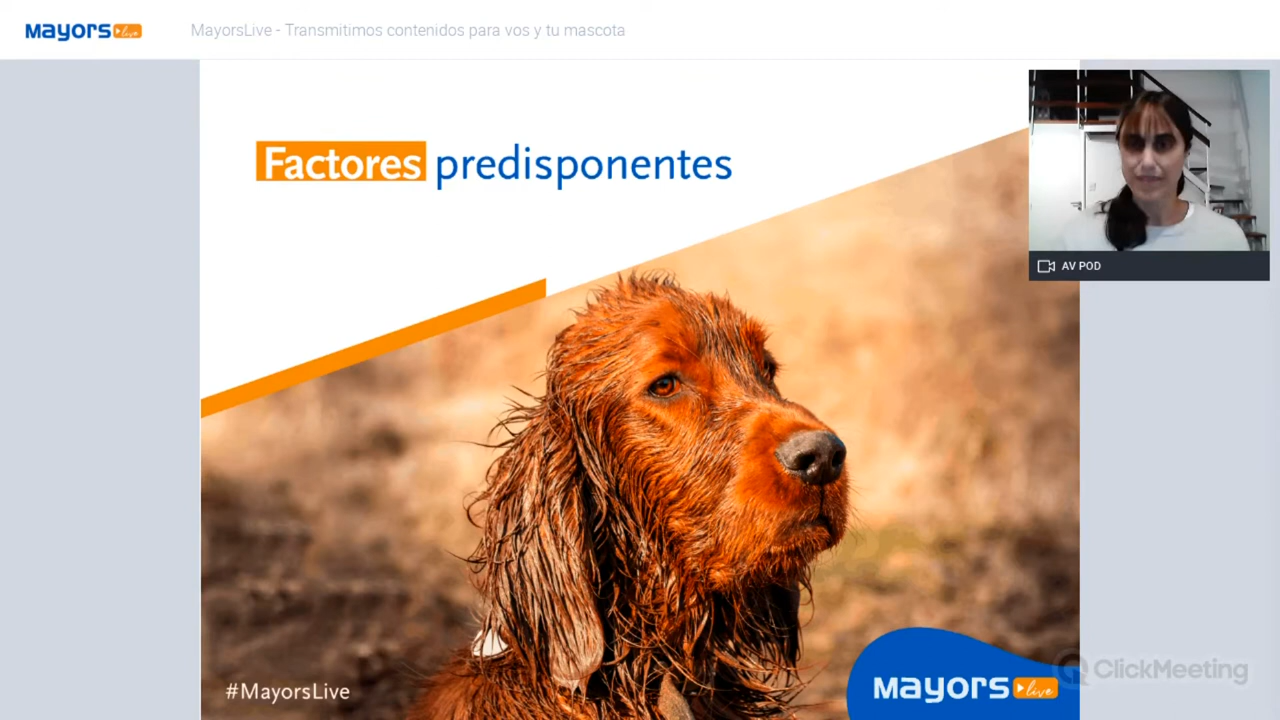 MAYORS live
MayorsLive - Transmitimos contenidos para vos y tu mascota
Factores predisponentes
AV POD
#MayorsLive
MAYORS live
ClickMeeting